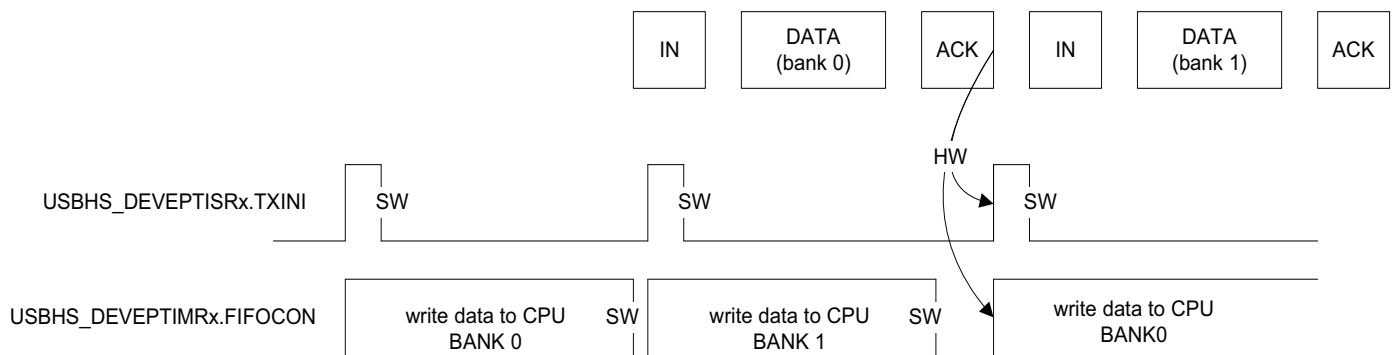 IN
DATA
(bank 0)
ACK
IN
DATA
(bank 1)
ACK
HW
USBHS_DEVEPTISRx.TXINI
SW
SW
SW
USBHS_DEVEPTIMRx.FIFOCON
write data to CPU
BANK 0
SW
write data to CPU
BANK 1
SW
write data to CPU
BANK0